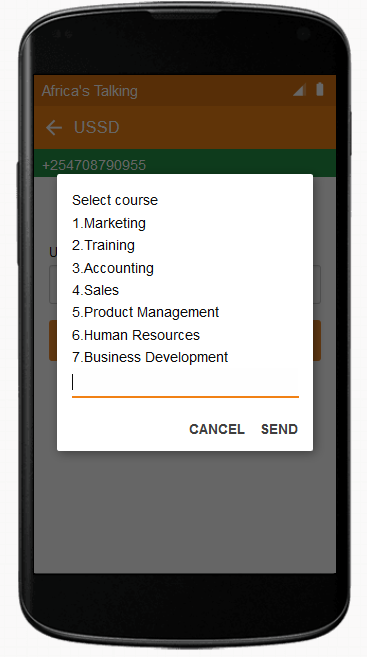 Africa's Talking
USSD
+254708790955
U
Select course
1.Marketing
2.Training
3.Accounting
4.Sales
5.Product Management
6.Human Resources
7.Business Development
CANCEL SEND